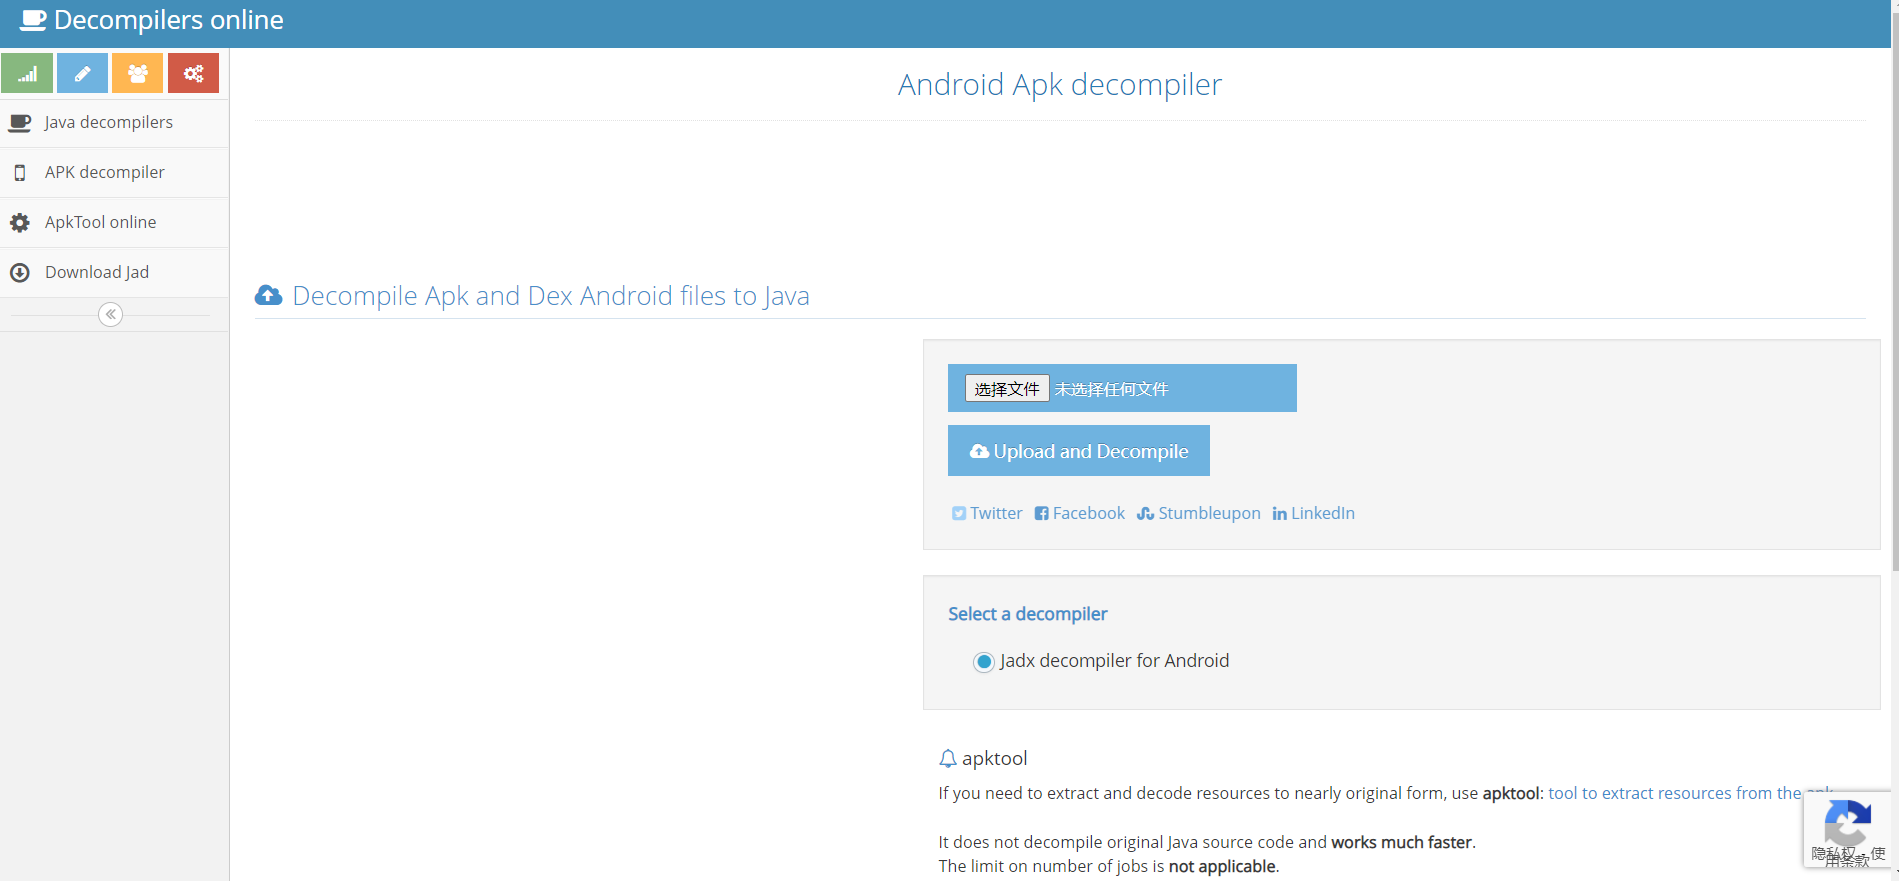 Decompilers online
Java decompilers
APK decompiler
ApkTool online
Download Jad
Android Apk decompiler
Decompile Apk and Dex Android files to Java
选择文件 未选择任何文件
Upload and Decompile
Twitter Facebook Stumbleupon LinkedIn
Select a decompiler
Jadx decompiler for Android
apktool
If you need to extract and decode resources to nearly original form, use apktool: tool to extract resources from the apk
It does not decompile original Java source code and works much faster.
The limit on number of jobs is not applicable.
隐私权 - 使
用条款